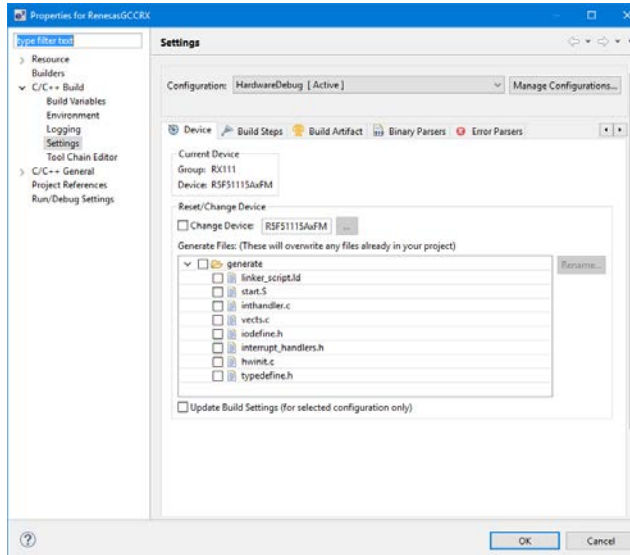 Properties for RenesasGCCRX
type filter text
Settings
Resource
Builders
C/C++ Build
Build Variables
Environment
Logging
Settings
Tool Chain Editor
C/C++ General
Project References
Run/Debug Settings
Configuration: HardwareDebug [ Active ]
Manage Configurations...
Device
Build Steps
Build Artifact
Binary Parsers
Error Parsers
Current Device
Group: RX111
Device: R5F51115AxFM
Reset/Change Device
Change Device: R5F51115AxFM ...
Generate Files: (These will overwrite any files already in your project)
generate
Rename...
linker_script.ld
start.S
inthandler.c
vects.c
iodefine.h
interrupt_handlers.h
hwinit.c
typedefine.h
Update Build Settings (for selected configuration only)
?
OK
Cancel